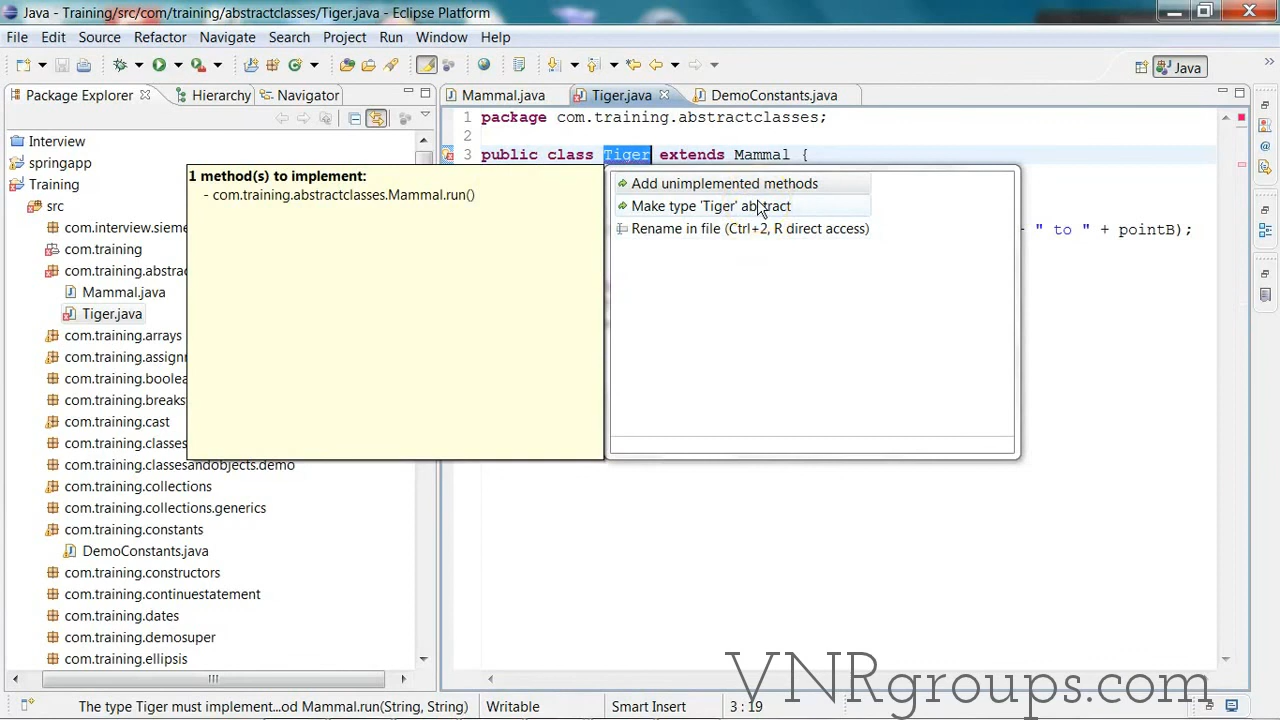 Java - Training/src/com/training/abstractclasses/Tiger.java - Eclipse Platform
File Edit Source Refactor Navigate Search Project Run Window Help
Java
Package Explorer Hierarchy Navigator
Mammal.java Tiger.java DemoConstants.java
1 package com.training.abstractclasses;
2
3 public class Tiger extends Mammal {
Interview
springapp
Training
src
com.interview.sieme
com.training
com.training.abstrac
Mammal.java
Tiger.java
com.training.arrays
com.training.assignm
com.training.boolea
com.training.breaks
com.training.cast
com.training.classes
com.training.classesandobjects.demo
com.training.collections
com.training.collections.generics
com.training.constants
DemoConstants.java
com.training.constructors
com.training.continuestatement
com.training.dates
com.training.demosuper
com.training.ellipsis
1 method(s) to implement:
- com.training.abstractclasses.Mammal.run()
Add unimplemented methods
Make type 'Tiger' abstract
Rename in file (Ctrl+2, R direct access)
" to " + pointB);
VNRgroups.com
The type Tiger must implement...od Mammal.run(String, String) Writable Smart Insert 3 : 19